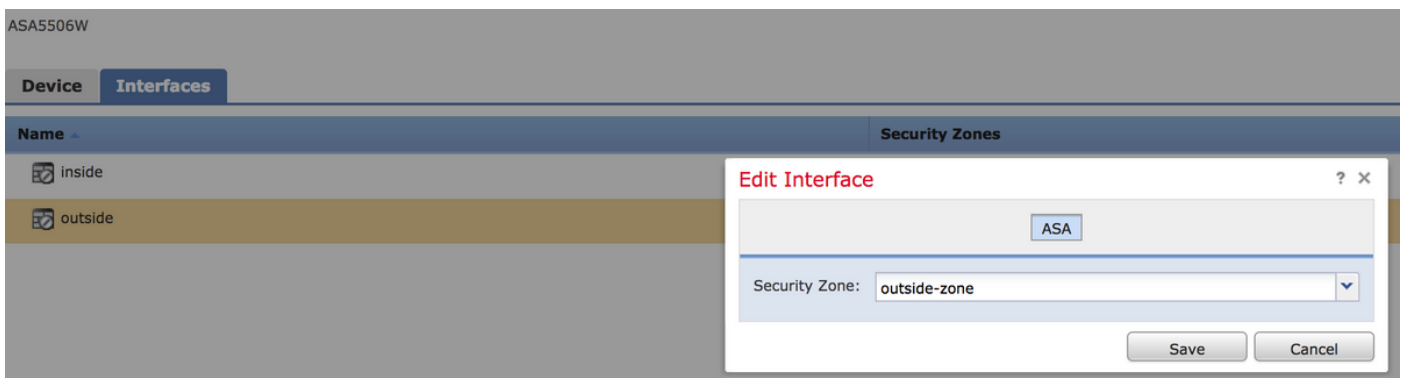 ASA5506W
Device Interfaces
Name Security Zones
inside
Edit Interface ? ×
outside
ASA
Security Zone: outside-zone
Save Cancel